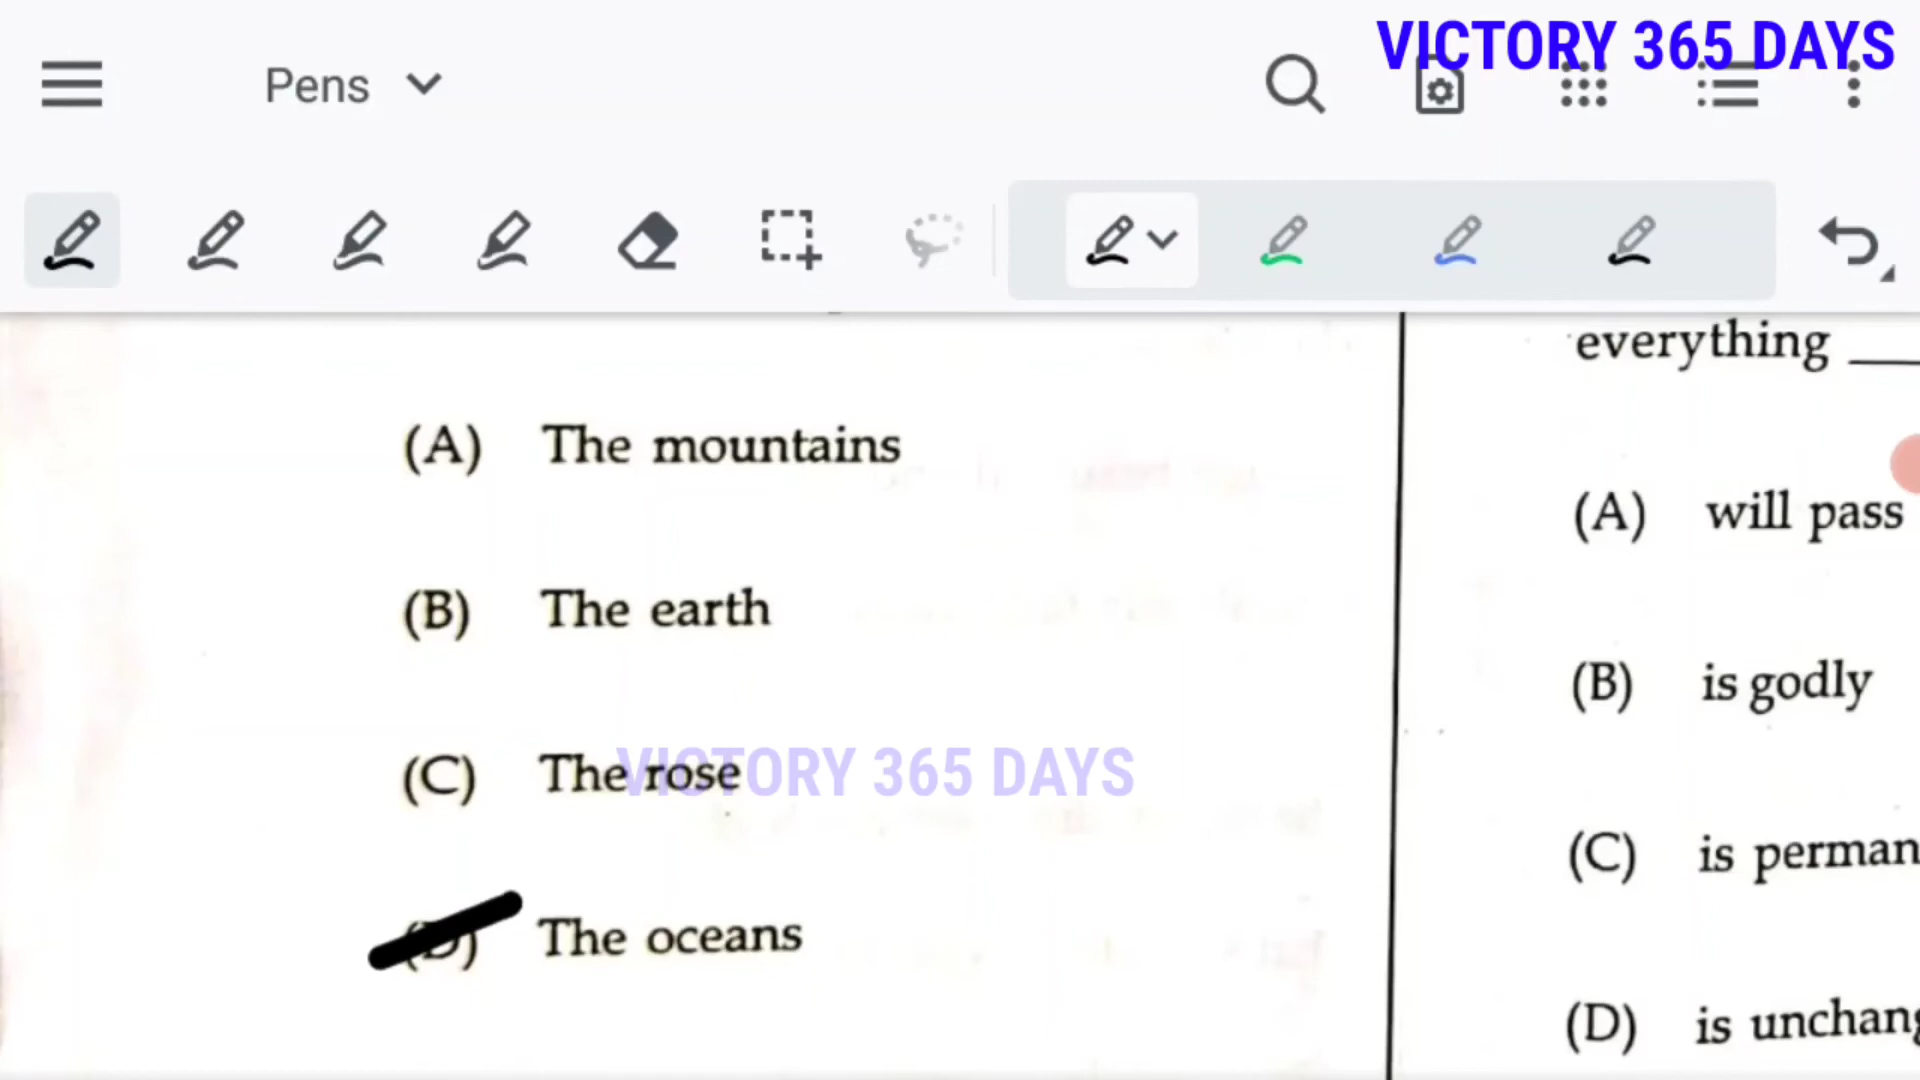 VICTORY 365 DAYS
Pens
(A) The mountains
(B) The earth
(C) The rose
(D) The oceans
VICTORY 365 DAYS
everything
(A) will pass
(B) is godly
(C) is perman
(D) is unchang